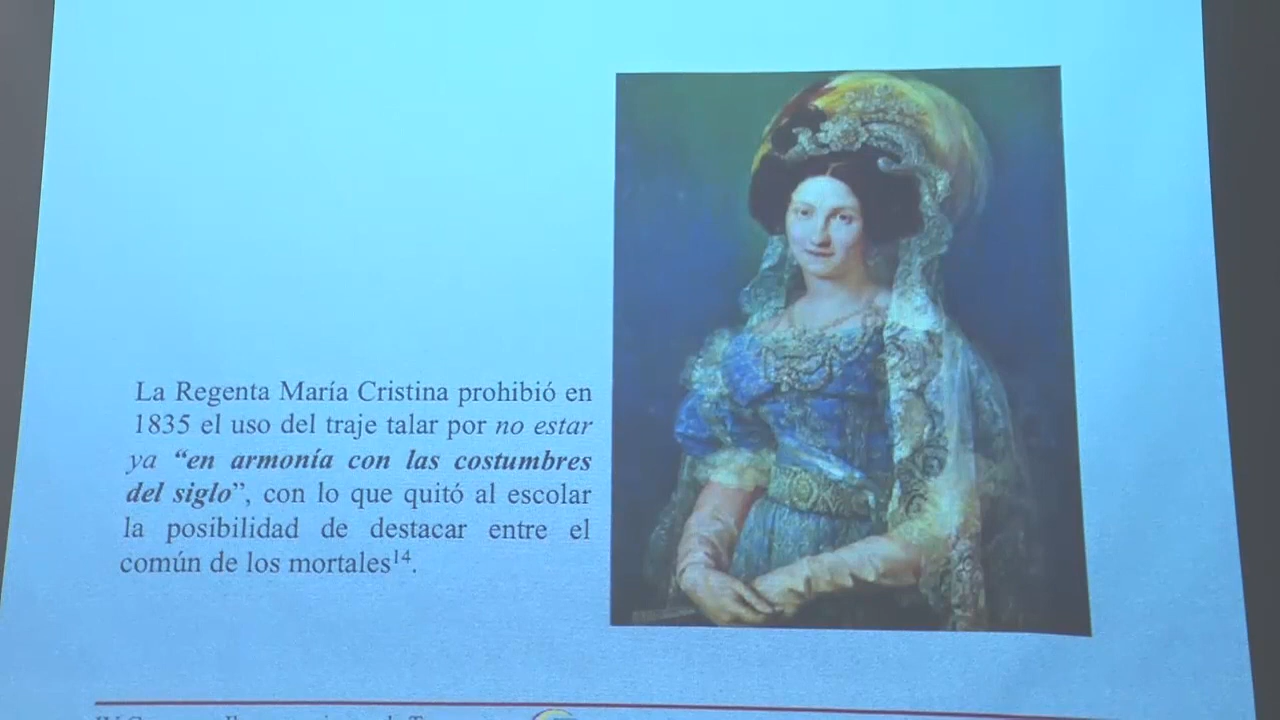 La Regenta María Cristina prohibió en
1835 el uso del traje talar por no estar
ya “en armonía con las costumbres
del siglo”, con lo que quitó al escolar
la posibilidad de destacar entre el
común de los mortales¹⁴.